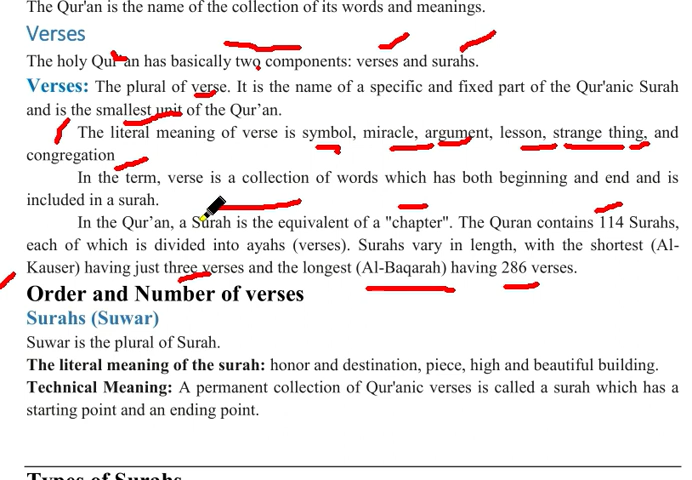 The Qur'an is the name of the collection of its words and meanings.
Verses
The holy Qur'an has basically two components: verses and surahs.
Verses: The plural of verse. It is the name of a specific and fixed part of the Qur'anic Surah
and is the smallest unit of the Qur'an.
The literal meaning of verse is symbol, miracle, argument, lesson, strange thing, and
congregation
In the term, verse is a collection of words which has both beginning and end and is
included in a surah.
In the Qur'an, a Surah is the equivalent of a "chapter". The Quran contains 114 Surahs,
each of which is divided into ayahs (verses). Surahs vary in length, with the shortest (Al-
Kauser) having just three verses and the longest (Al-Baqarah) having 286 verses.
Order and Number of verses
Surahs (Suwar)
Suwar is the plural of Surah.
The literal meaning of the surah: honor and destination, piece, high and beautiful building.
Technical Meaning: A permanent collection of Qur'anic verses is called a surah which has a
starting point and an ending point.
Types of Surahs